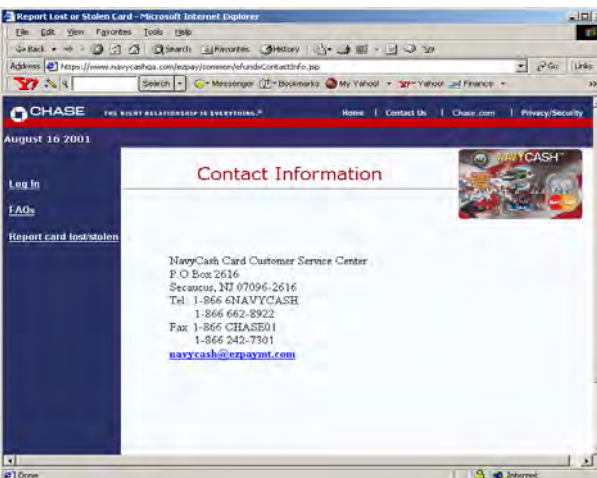 Report Lost or Stolen Card - Microsoft Internet Explorer
File Edit View Favorites Tools Help
Back Search Favorites History
Address https://www.navycashqa.com/ezpay/common/efundsContactInfo.jsp Go Links
Search Messenger Bookmarks My Yahoo! Yahoo! Finance
CHASE THE RIGHT RELATIONSHIP IS EVERYTHING. Home | Contact Us | Chase.com | Privacy/Security
August 16 2001
NAVYCASH
Contact Information
Log In
FAQs
Report card lost/stolen
NavyCash Card Customer Service Center
P.O Box 2616
Secaucus, NJ 07096-2616
Tel: 1-866 6NAVYCASH
1-866 662-8922
Fax: 1-866 CHASE01
1-866 242-7301
navycash@ezpaymt.com
Done Internet